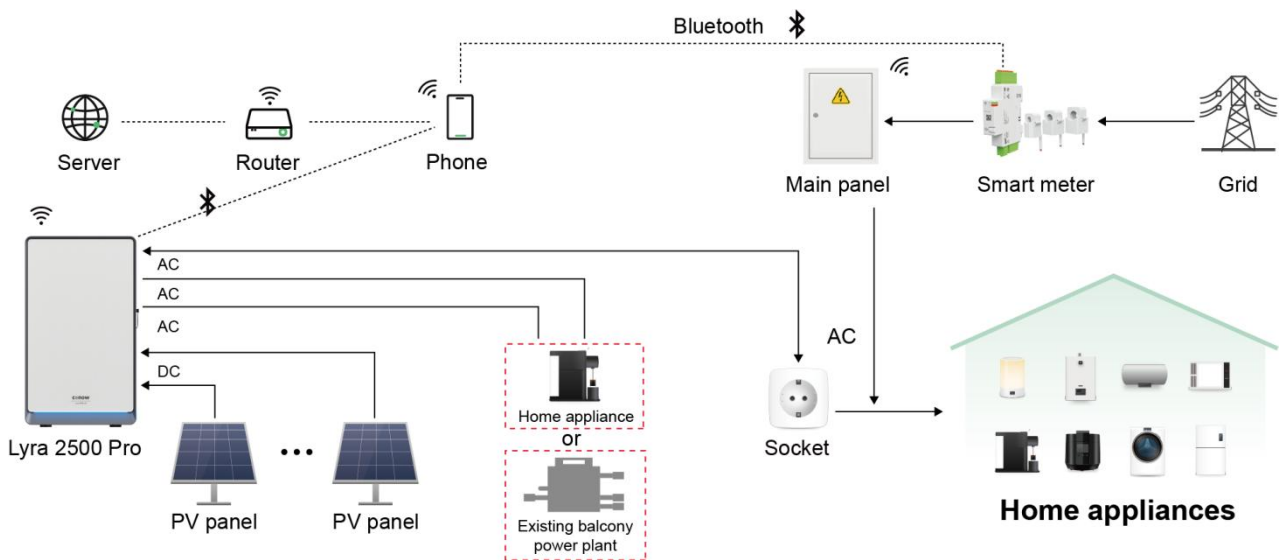 Bluetooth
Server
Router
Phone
Main panel
Smart meter
Grid
AC
AC
AC
DC
Lyra 2500 Pro
PV panel
PV panel
Home appliance
or
Existing balcony
power plant
Socket
AC
Home appliances